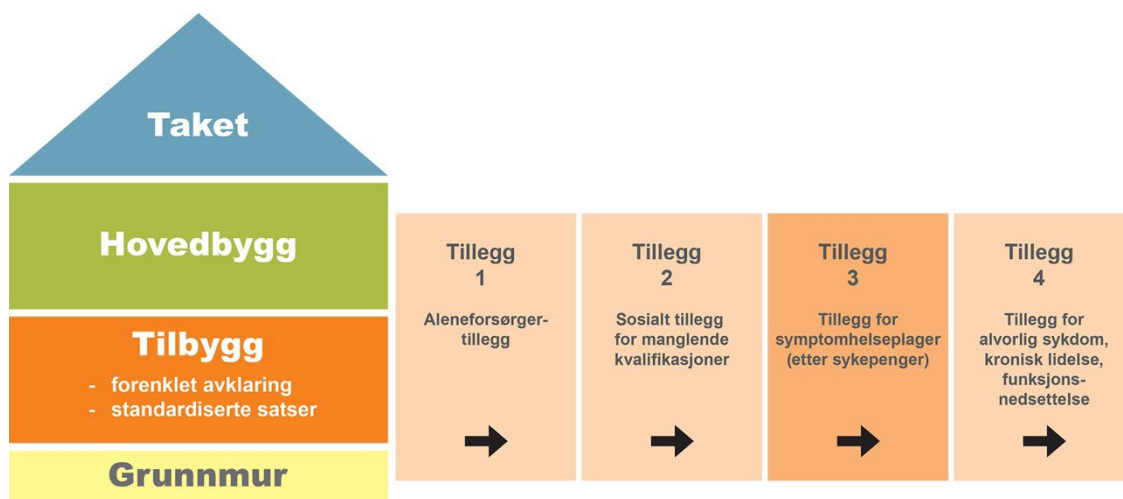 Taket
Hovedbygg
Tilbygg
- forenklet avklaring
- standardiserte satser
Grunnmur
Tillegg
1
Aleneforsørger-
tillegg
Tillegg
2
Sosialt tillegg
for manglende
kvalifikasjoner
Tillegg
3
Tillegg for
symptomhelseplager
(etter sykepenger)
Tillegg
4
Tillegg for
alvorlig sykdom,
kronisk lidelse,
funksjons-
nedsettelse